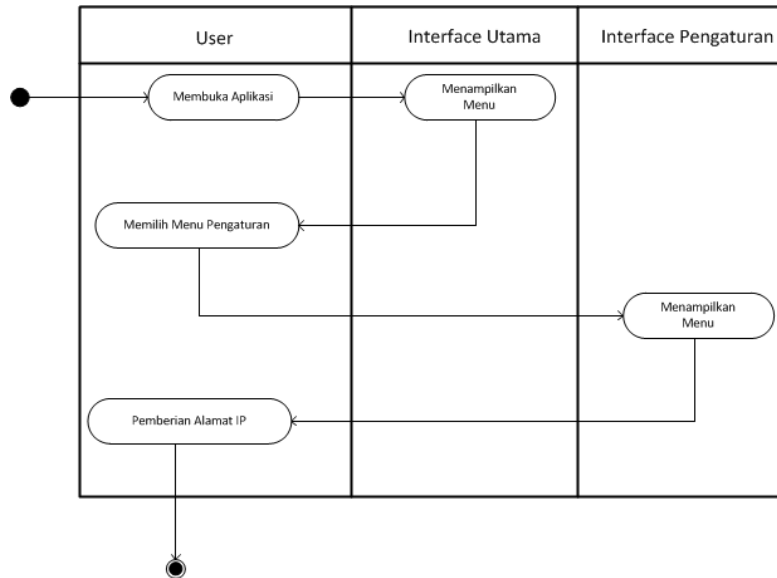 User
Interface Utama
Interface Pengaturan
Membuka Aplikasi
Menampilkan
Menu
Memilih Menu Pengaturan
Menampilkan
Menu
Pemberian Alamat IP